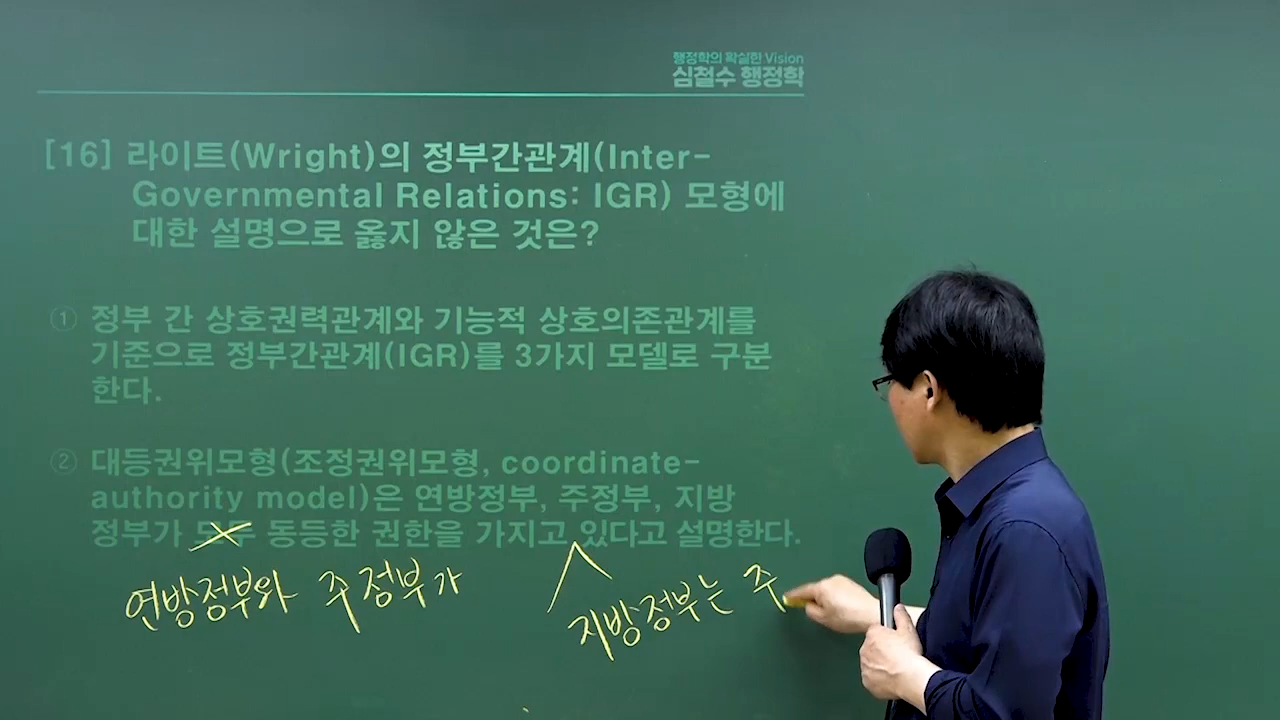 행정학의 확실한 Vision
심철수 행정학
[16] 라이트(Wright)의 정부간관계(Inter-
Governmental Relations: IGR) 모형에
대한 설명으로 옳지 않은 것은?
① 정부 간 상호권력관계와 기능적 상호의존관계를
기준으로 정부간관계(IGR)를 3가지 모델로 구분
한다.
② 대등권위모형(조정권위모형, coordinate-
authority model)은 연방정부, 주정부, 지방
정부가 모두 동등한 권한을 가지고 있다고 설명한다.
연방정부와 주정부가
지방정부는 주